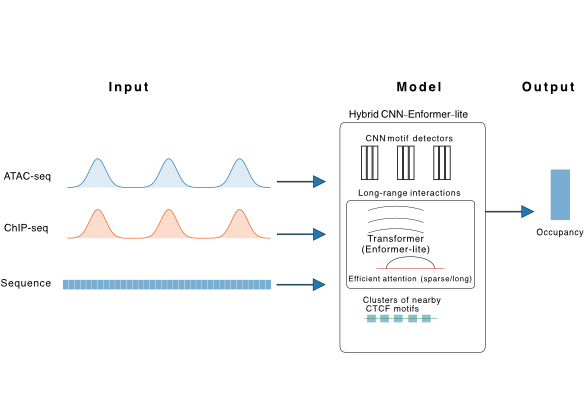 Input
Model
Output
Hybrid CNN-Enformer-lite
CNN motif detectors
ATAC-seq
Long-range interactions
ChIP-seq
Transformer
(Enformer-lite)
Occupancy
Efficient attention (sparse/long)
Sequence
Clusters of nearby
CTCF motifs